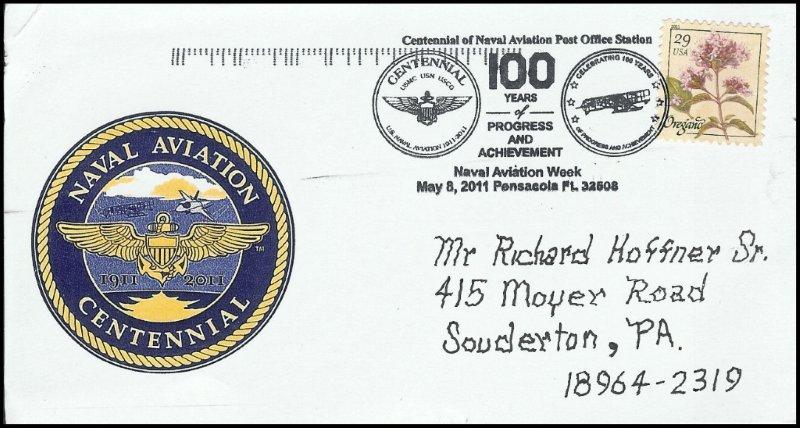 Centennial of Naval Aviation Post Office Station
CENTENNIAL
USMC USN USCG
U.S. NAVAL AVIATION 1911-2011
100
YEARS
of
PROGRESS
AND
ACHIEVEMENT
CELEBRATING 100 YEARS
OF PROGRESS AND ACHIEVEMENT
Naval Aviation Week
May 8, 2011 Pensacola FL 32508
29
USA
Oregano
NAVAL AVIATION
TM
1911 2011
CENTENNIAL
Mr Richard Hoffner Sr.
415 Moyer Road
Souderton, PA.
18964-2319